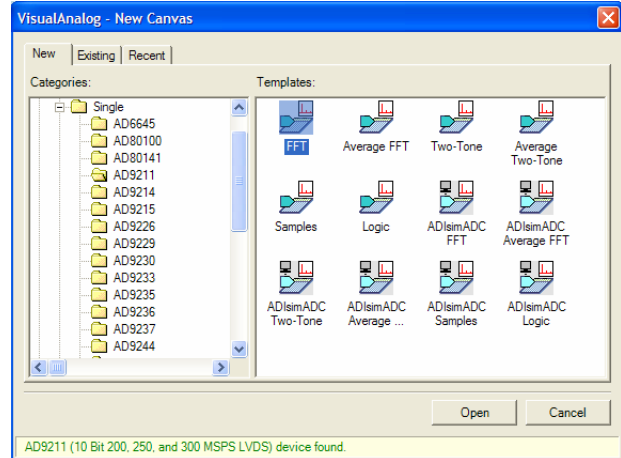 VisualAnalog - New Canvas
New Existing Recent
Categories:
Templates:
Single
AD6645
AD80100
AD80141
AD9211
AD9214
AD9215
AD9226
AD9229
AD9230
AD9233
AD9235
AD9236
AD9237
AD9244
FFT
Average FFT
Two-Tone
Average
Two-Tone
Samples
Logic
ADIsimADC
FFT
ADIsimADC
Average FFT
ADIsimADC
Two-Tone
ADIsimADC
Average ...
ADIsimADC
Samples
ADIsimADC
Logic
Open
Cancel
AD9211 (10 Bit 200, 250, and 300 MSPS LVDS) device found.